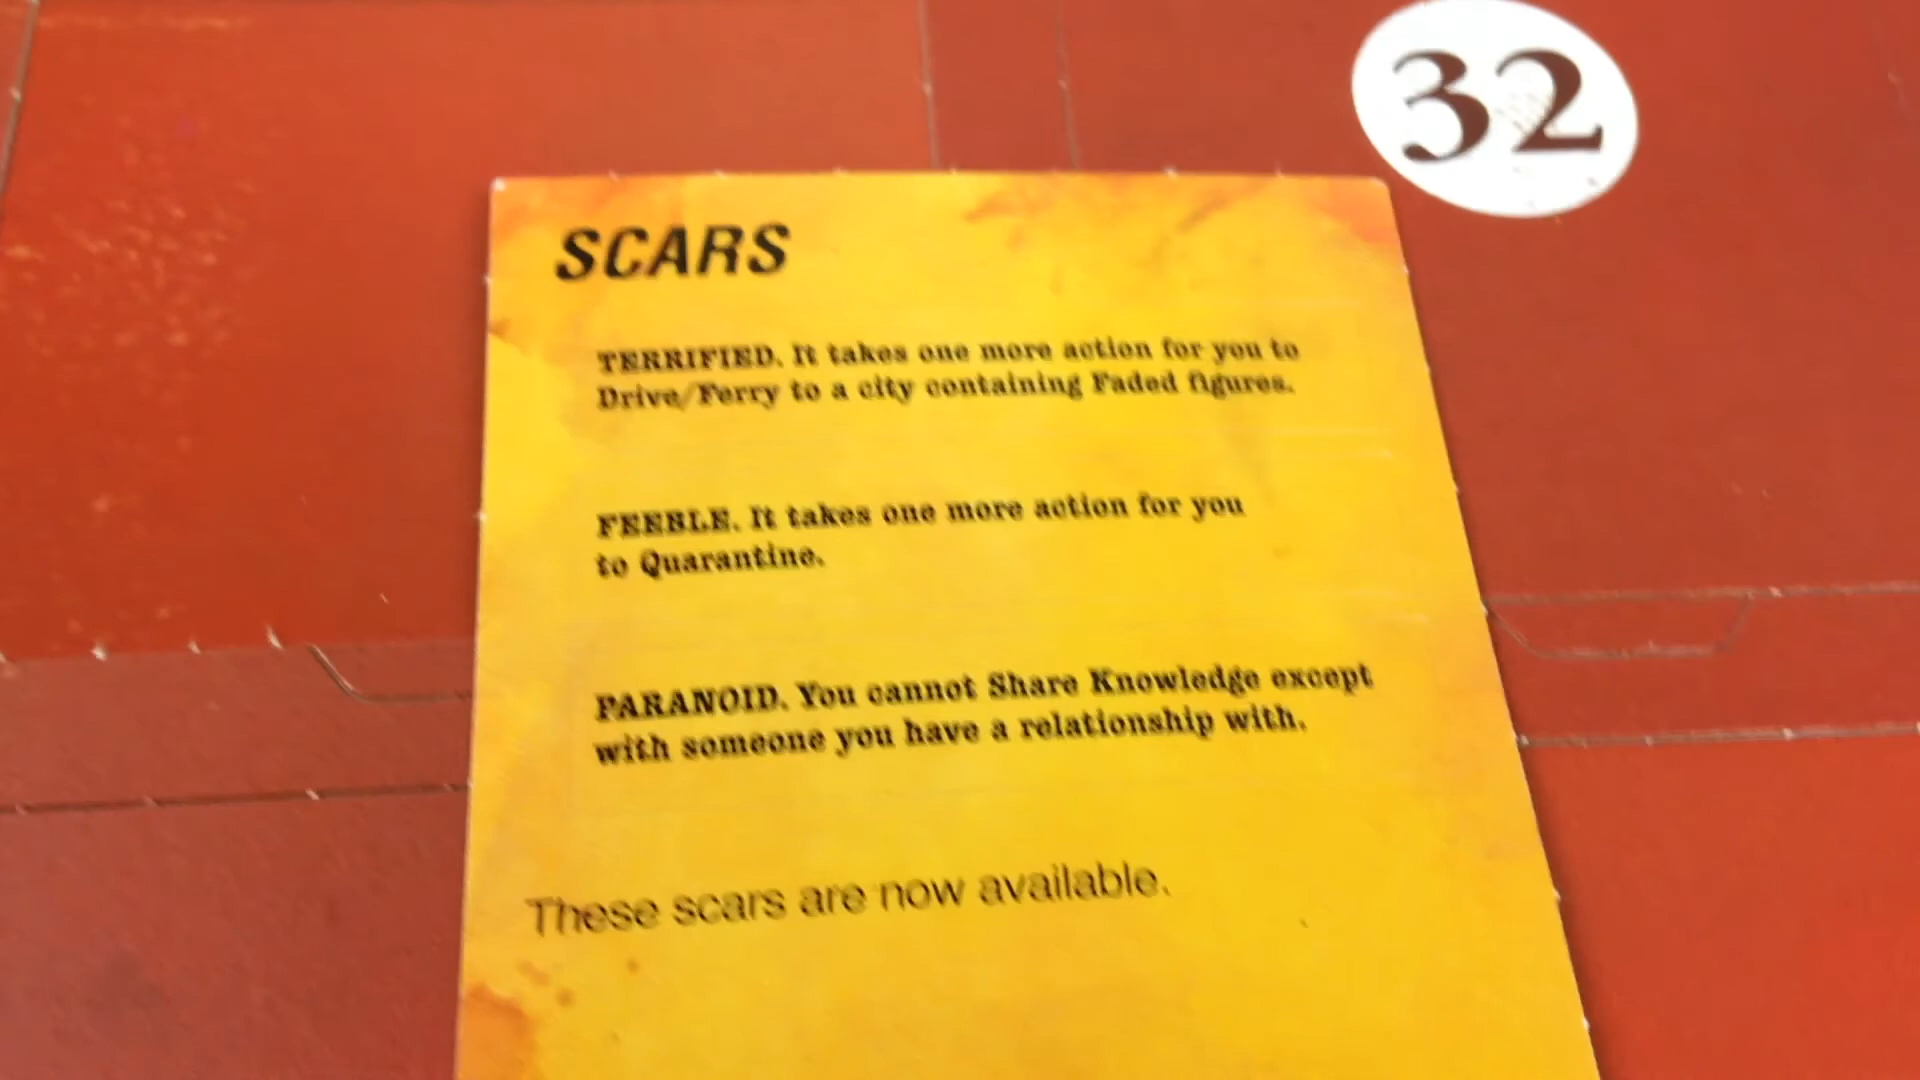 32
SCARS
TERRIFIED. It takes one more action for you to
Drive/Ferry to a city containing Faded figures.
FEEBLE. It takes one more action for you
to Quarantine.
PARANOID. You cannot Share Knowledge except
with someone you have a relationship with.
These scars are now available.